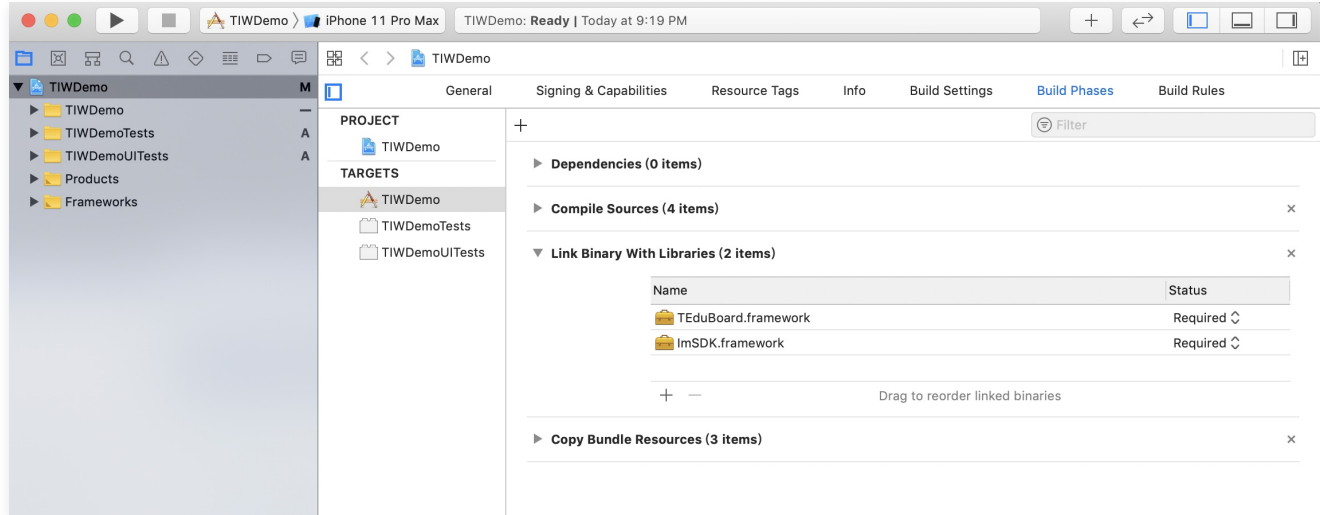 TIWDemo 〉 iPhone 11 Pro Max TIWDemo: Ready | Today at 9:19 PM
TIWDemo
TIWDemo M
TIWDemo
TIWDemoTests A
TIWDemoUITests A
Products
Frameworks
General Signing & Capabilities Resource Tags Info Build Settings Build Phases Build Rules
PROJECT
TIWDemo
TARGETS
TIWDemo
TIWDemoTests
TIWDemoUITests
Filter
Dependencies (0 items)
Compile Sources (4 items)
Link Binary With Libraries (2 items)
Name Status
TEduBoard.framework Required
ImSDK.framework Required
Drag to reorder linked binaries
Copy Bundle Resources (3 items)